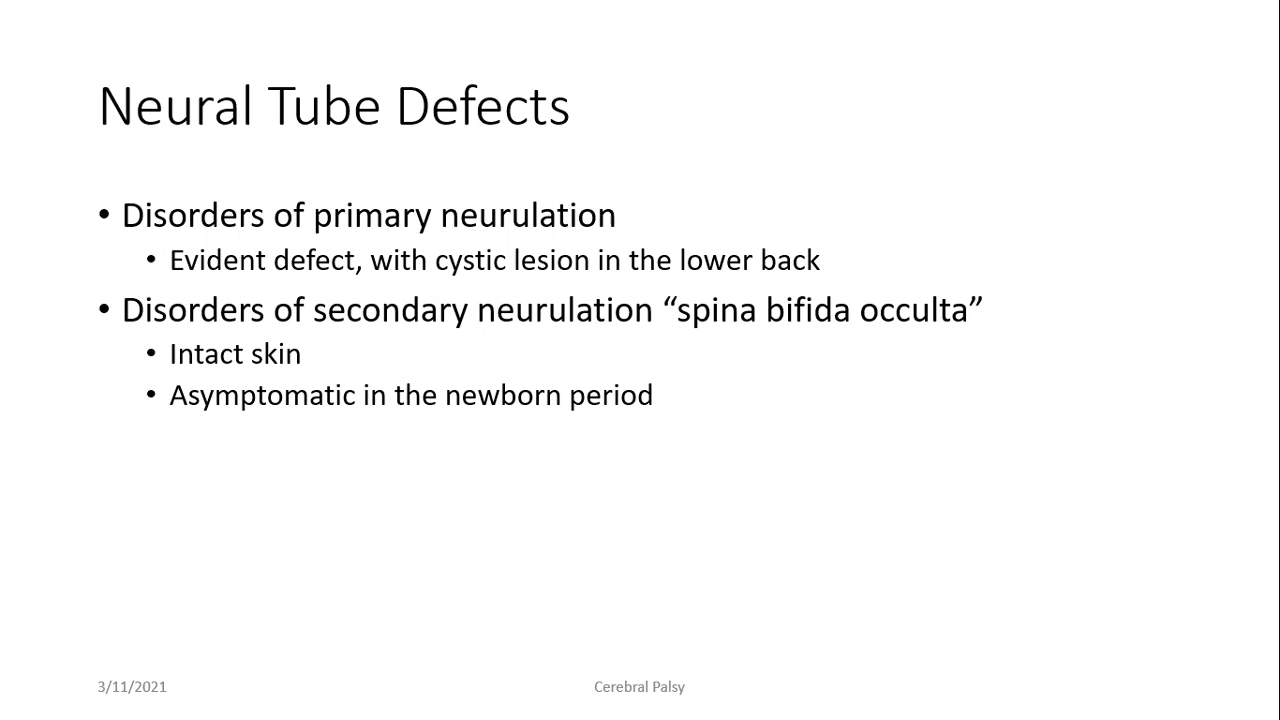 Neural Tube Defects
• Disorders of primary neurulation
• Evident defect, with cystic lesion in the lower back
• Disorders of secondary neurulation “spina bifida occulta”
• Intact skin
• Asymptomatic in the newborn period
3/11/2021
Cerebral Palsy